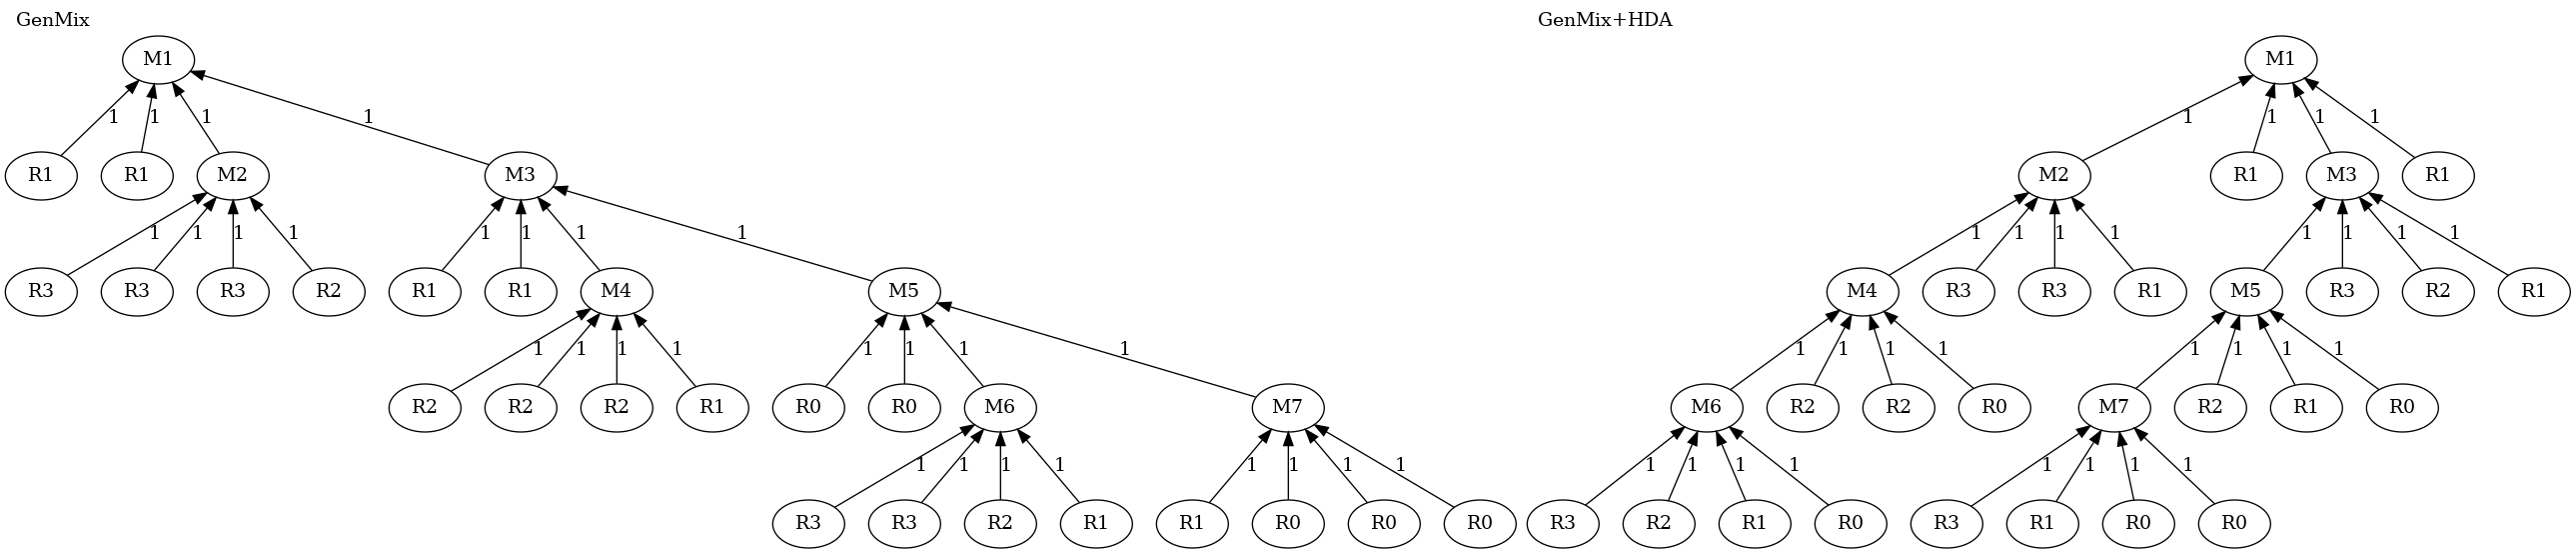 GenMix GenMix+HDA
M1 M1
1 1 1 1 1 1 1 1
R1 R1 M2 M3 M2 R1 M3 R1
1 1 1 1 1 1 1 1 1 1 1 1 1 1 1 1
R3 R3 R3 R2 R1 R1 M4 M5 M4 R3 R3 R1 M5 R3 R2 R1
1 1 1 1 1 1 1 1 1 1 1 1 1 1 1 1
R2 R2 R2 R1 R0 R0 M6 M7 M6 R2 R2 R0 M7 R2 R1 R0
1 1 1 1 1 1 1 1 1 1 1 1 1 1 1 1
R3 R3 R2 R1 R1 R0 R0 R0 R3 R2 R1 R0 R3 R1 R0 R0